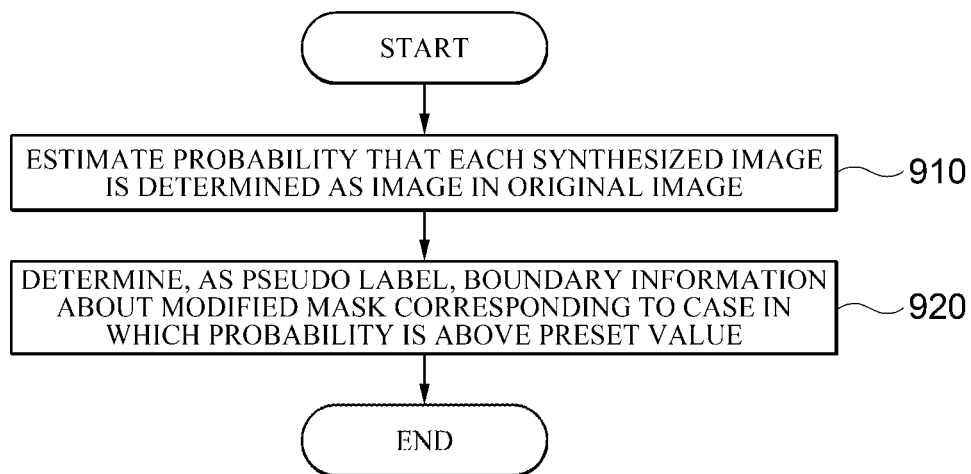 START
ESTIMATE PROBABILITY THAT EACH SYNTHESIZED IMAGE
IS DETERMINED AS IMAGE IN ORIGINAL IMAGE
910
DETERMINE, AS PSEUDO LABEL, BOUNDARY INFORMATION
ABOUT MODIFIED MASK CORRESPONDING TO CASE IN
WHICH PROBABILITY IS ABOVE PRESET VALUE
920
END